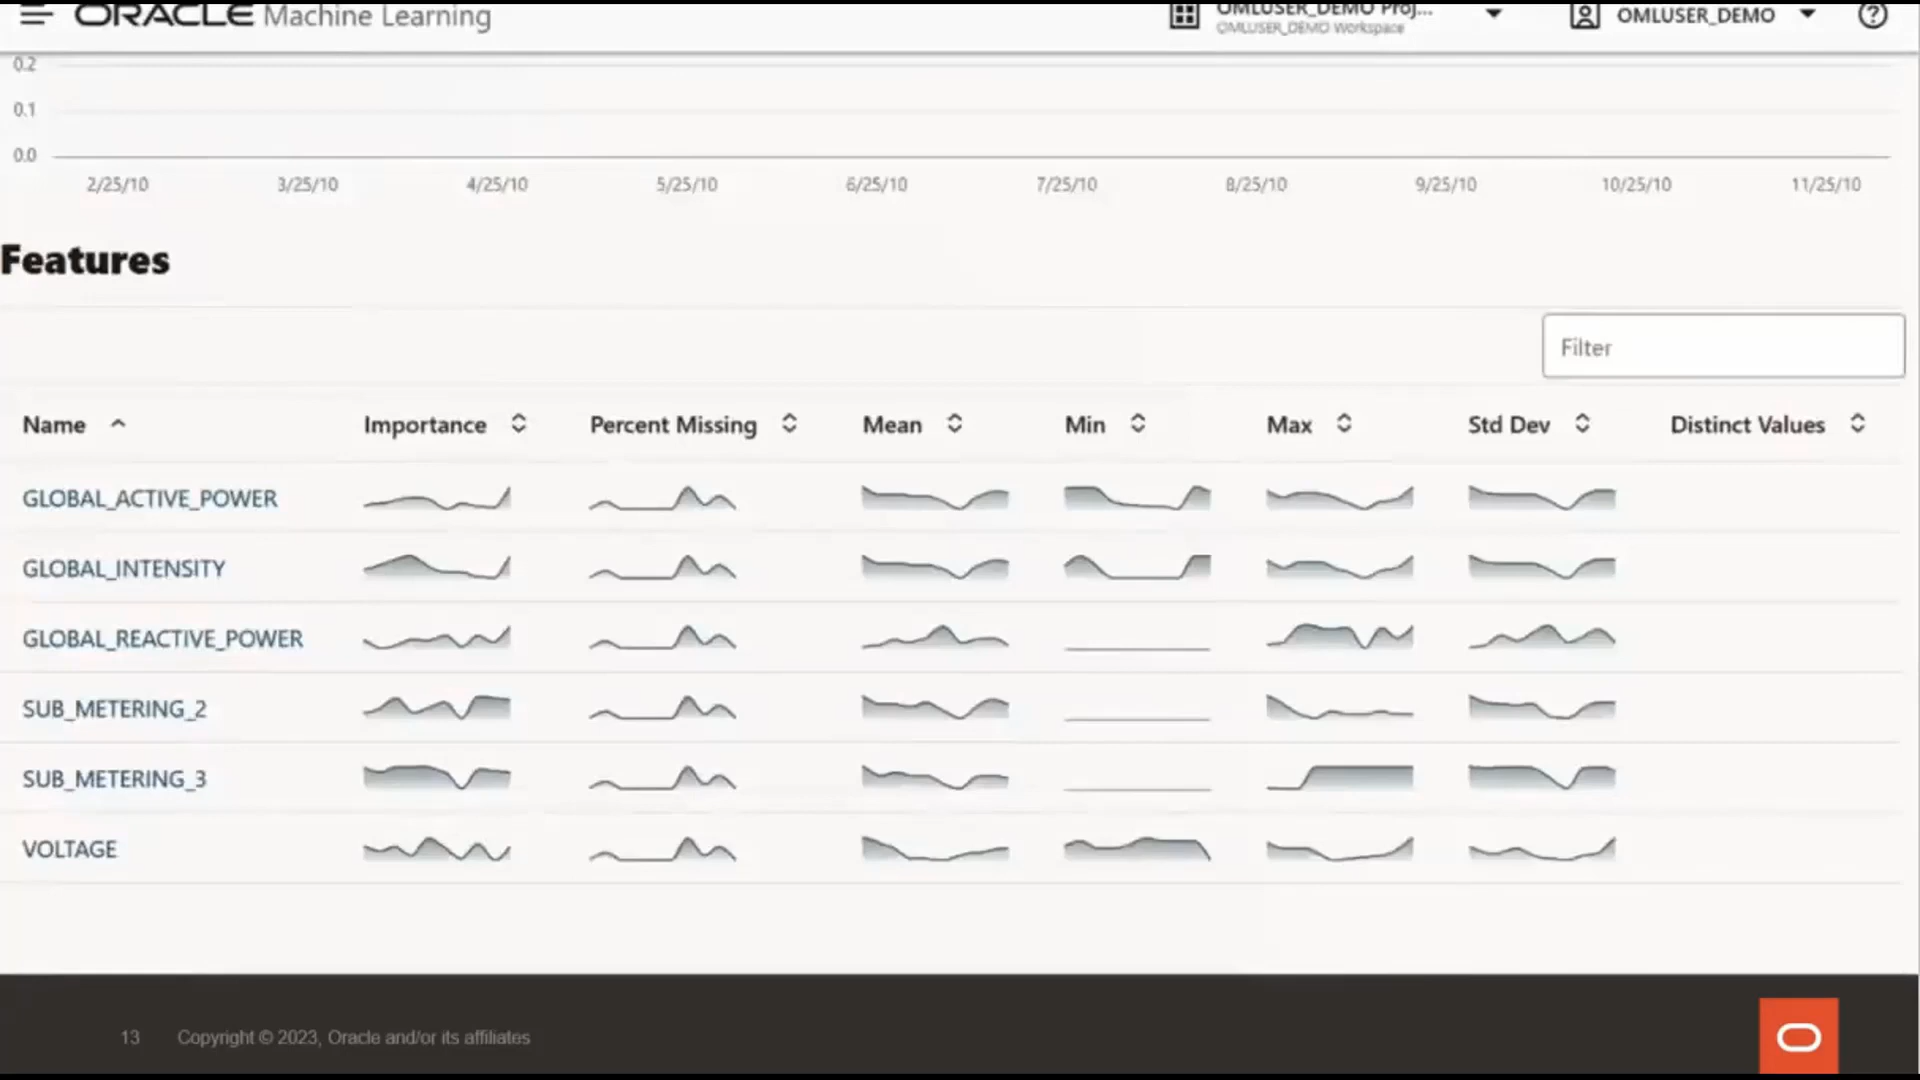 ORACLE Machine Learning
OMLUSER_DEMO Proj...
OMLUSER_DEMO Workspace
OMLUSER_DEMO
0.2
0.1
0.0
2/25/10 3/25/10 4/25/10 5/25/10 6/25/10 7/25/10 8/25/10 9/25/10 10/25/10 11/25/10
Features
Filter
Name Importance Percent Missing Mean Min Max Std Dev Distinct Values
GLOBAL_ACTIVE_POWER
GLOBAL_INTENSITY
GLOBAL_REACTIVE_POWER
SUB_METERING_2
SUB_METERING_3
VOLTAGE
13 Copyright © 2023, Oracle and/or its affiliates